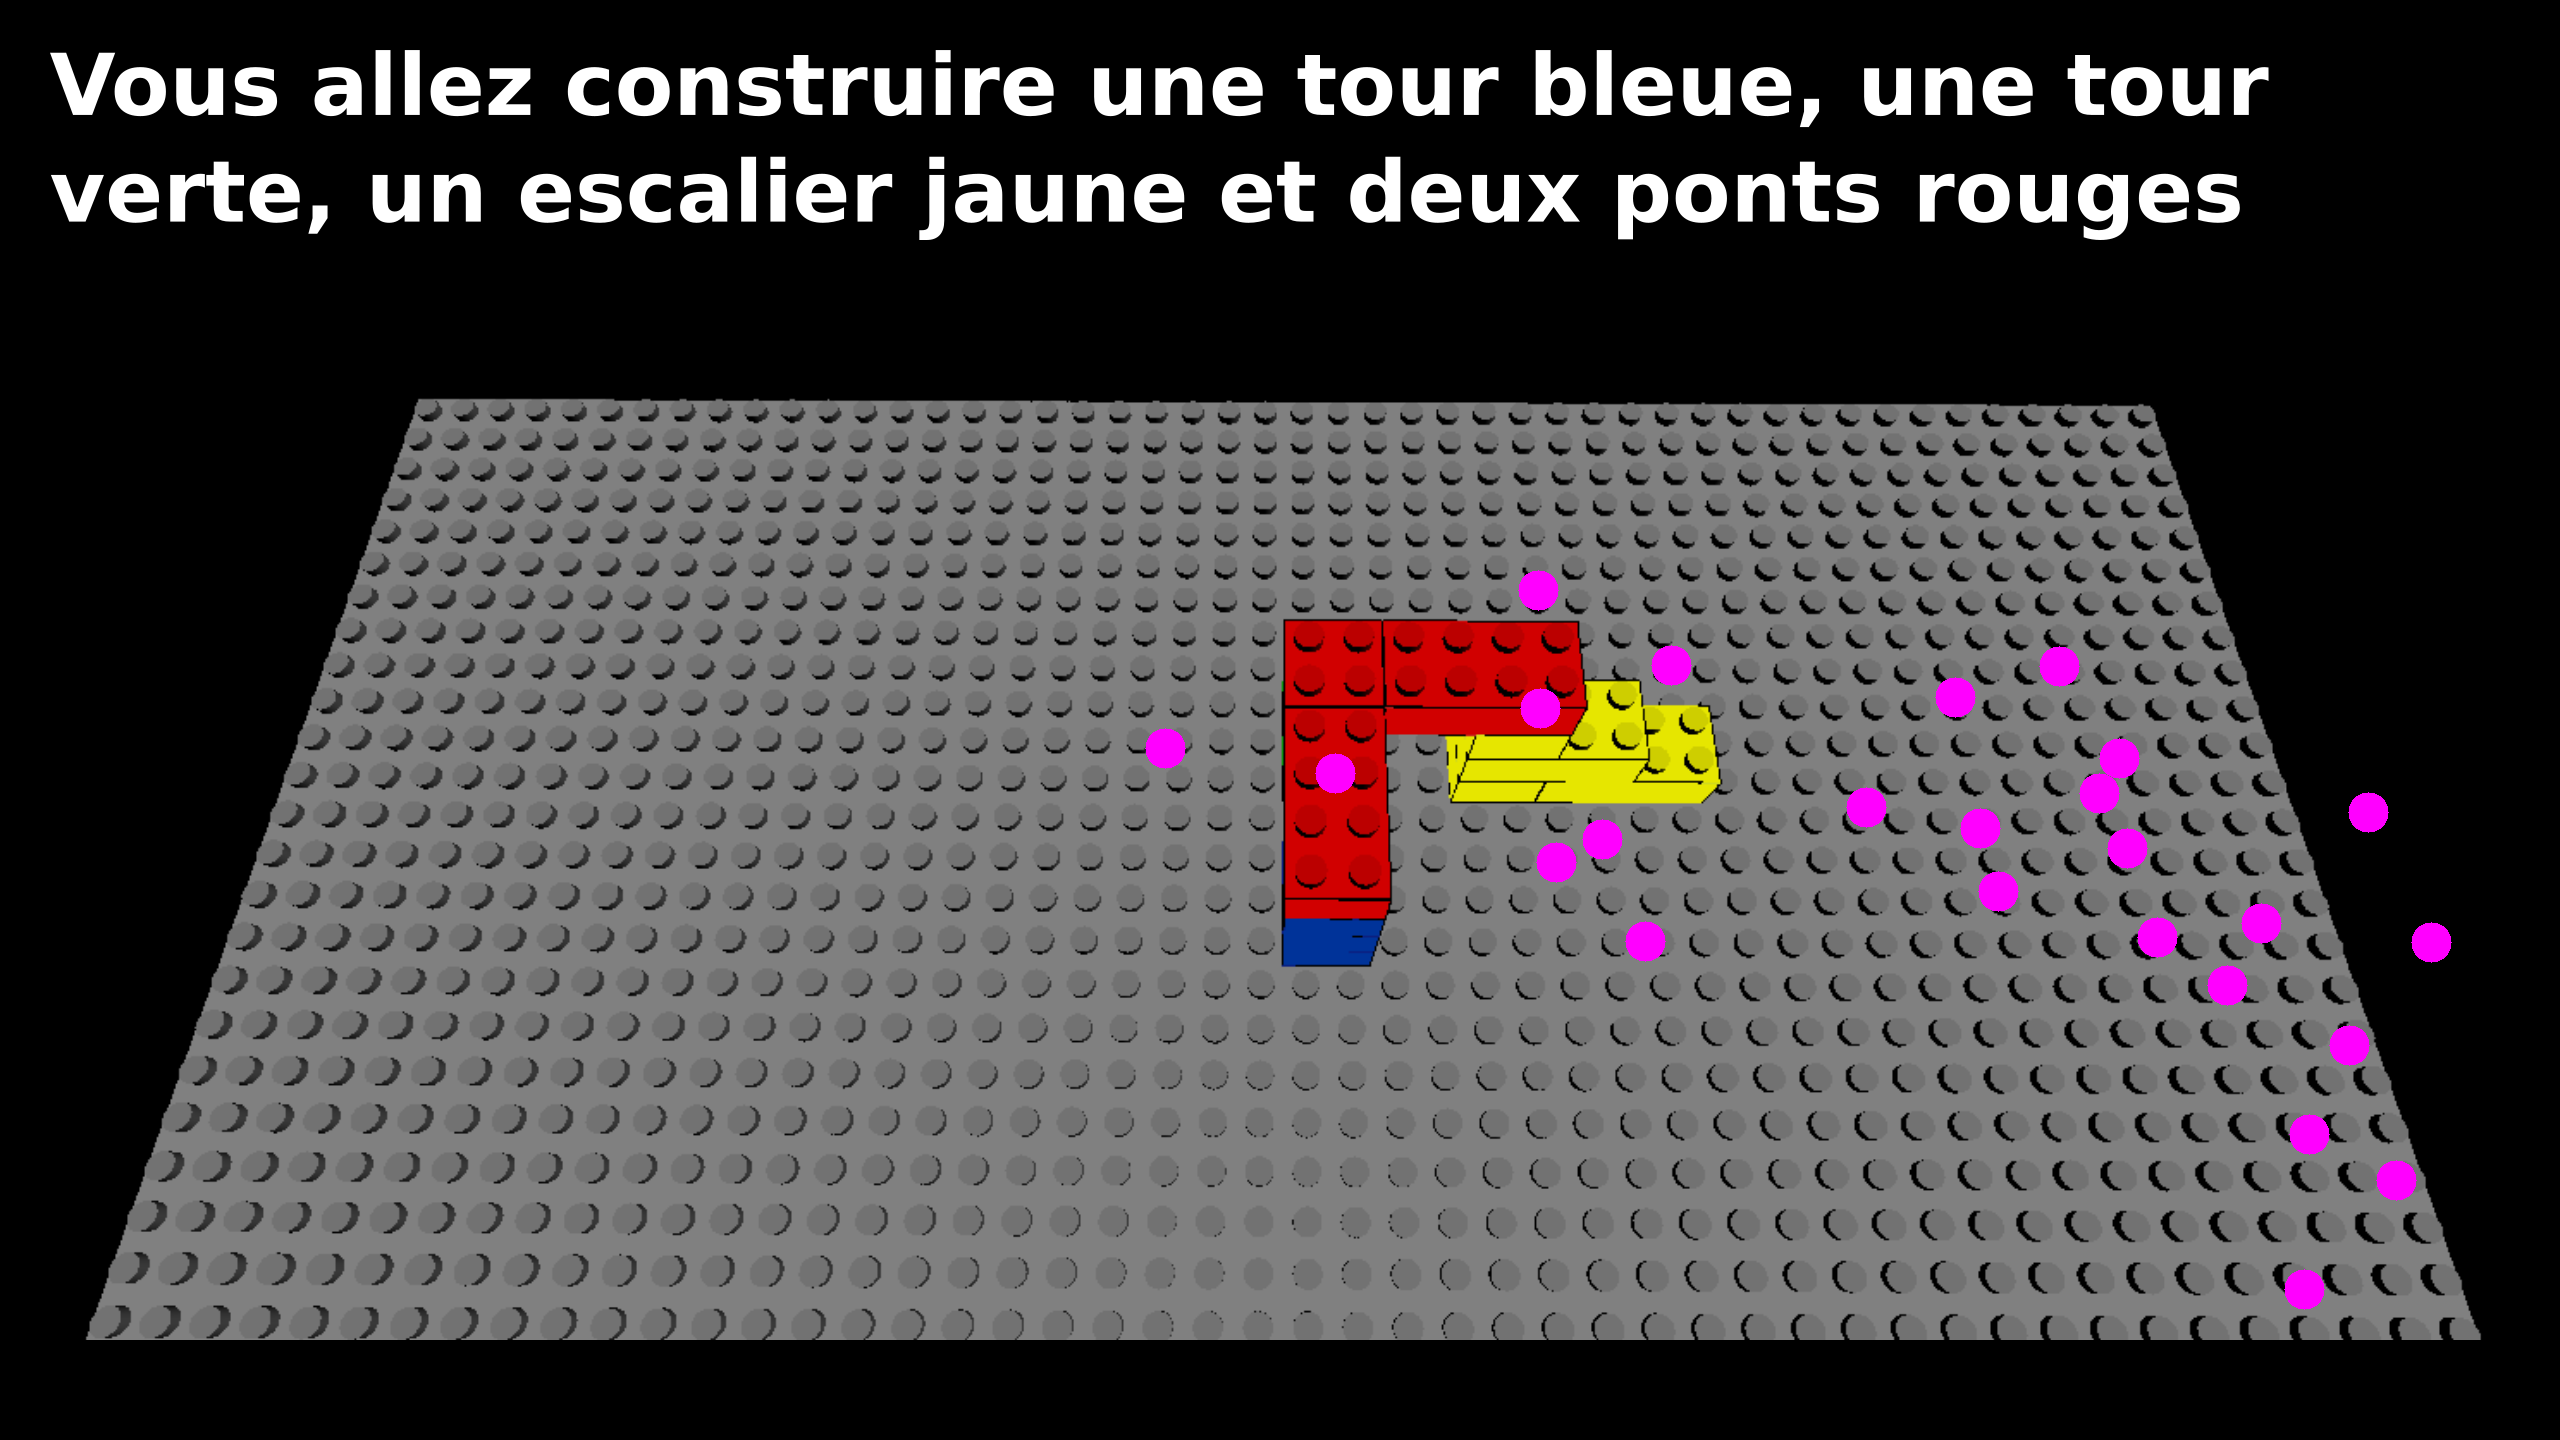 Vous allez construire une tour bleue, une tour
verte, un escalier jaune et deux ponts rouges